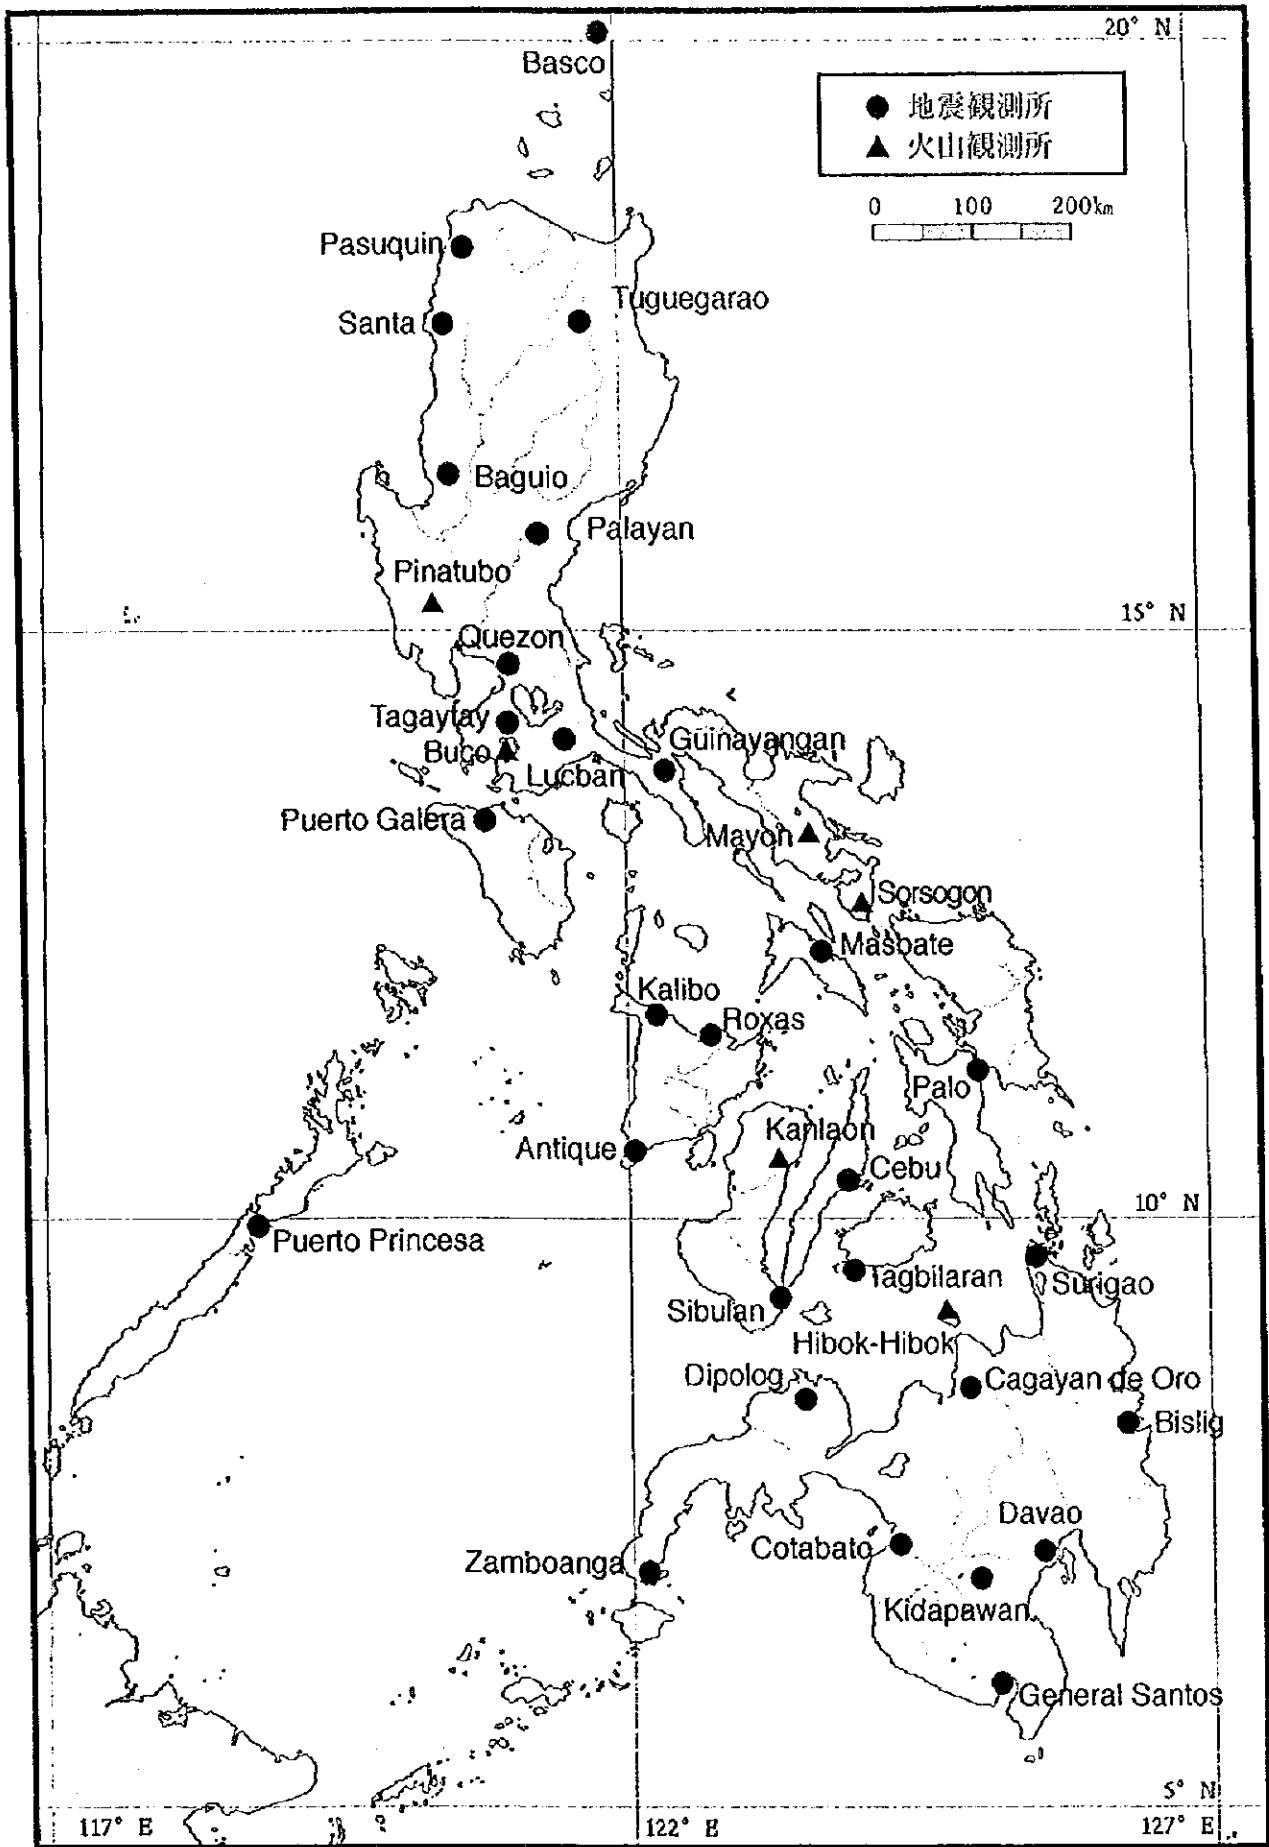 20° N
Basco
● 地震観測所
▲ 火山観測所
0 100 200km
Pasuquin
Tuguegarao
Santa
Baguio
Palayan
Pinatubo
15° N
Quezon
Tagaytay
Guinayangan
Buco
Lucban
Puerto Galera
Mayon
Sorsogon
Masbate
Kalibo
Roxas
Palo
Kanlaon
Antique
Cebu
10° N
Puerto Princesa
Tagbilaran
Surigao
Sibulan
Hibok-Hibok
Dipolog
Cagayan de Oro
Bislig
Davao
Cotabato
Zamboanga
Kidapawan
General Santos
5° N
117° E 122° E 127° E